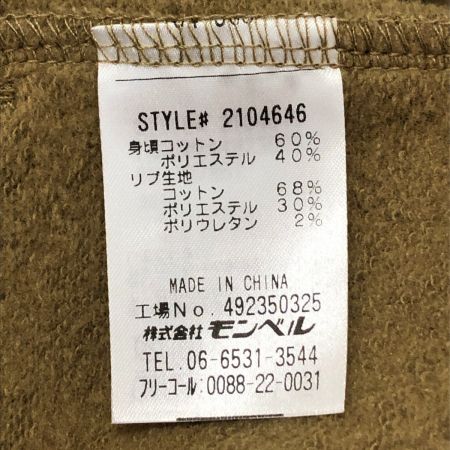 STYLE# 2104646
身頃コットン 60%
ポリエステル 40%
リブ生地
コットン 68%
ポリエステル 30%
ポリウレタン 2%
MADE IN CHINA
工場No. 492350325
株式会社 モンベル
TEL. 06-6531-3544
フリーコール: 0088-22-0031